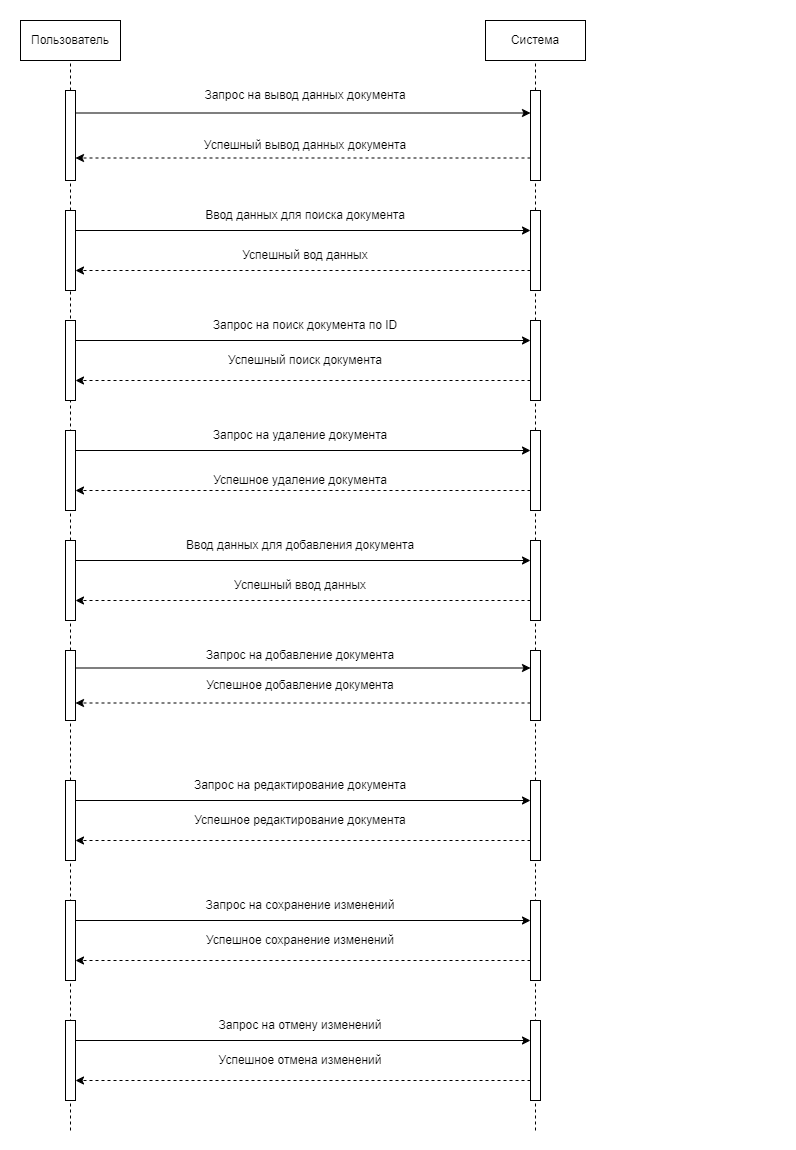 Пользователь
Система
Запрос на вывод данных документа
Успешный вывод данных документа
Ввод данных для поиска документа
Успешный вод данных
Запрос на поиск документа по ID
Успешный поиск документа
Запрос на удаление документа
Успешное удаление документа
Ввод данных для добавления документа
Успешный ввод данных
Запрос на добавление документа
Успешное добавление документа
Запрос на редактирование документа
Успешное редактирование документа
Запрос на сохранение изменений
Успешное сохранение изменений
Запрос на отмену изменений
Успешное отмена изменений